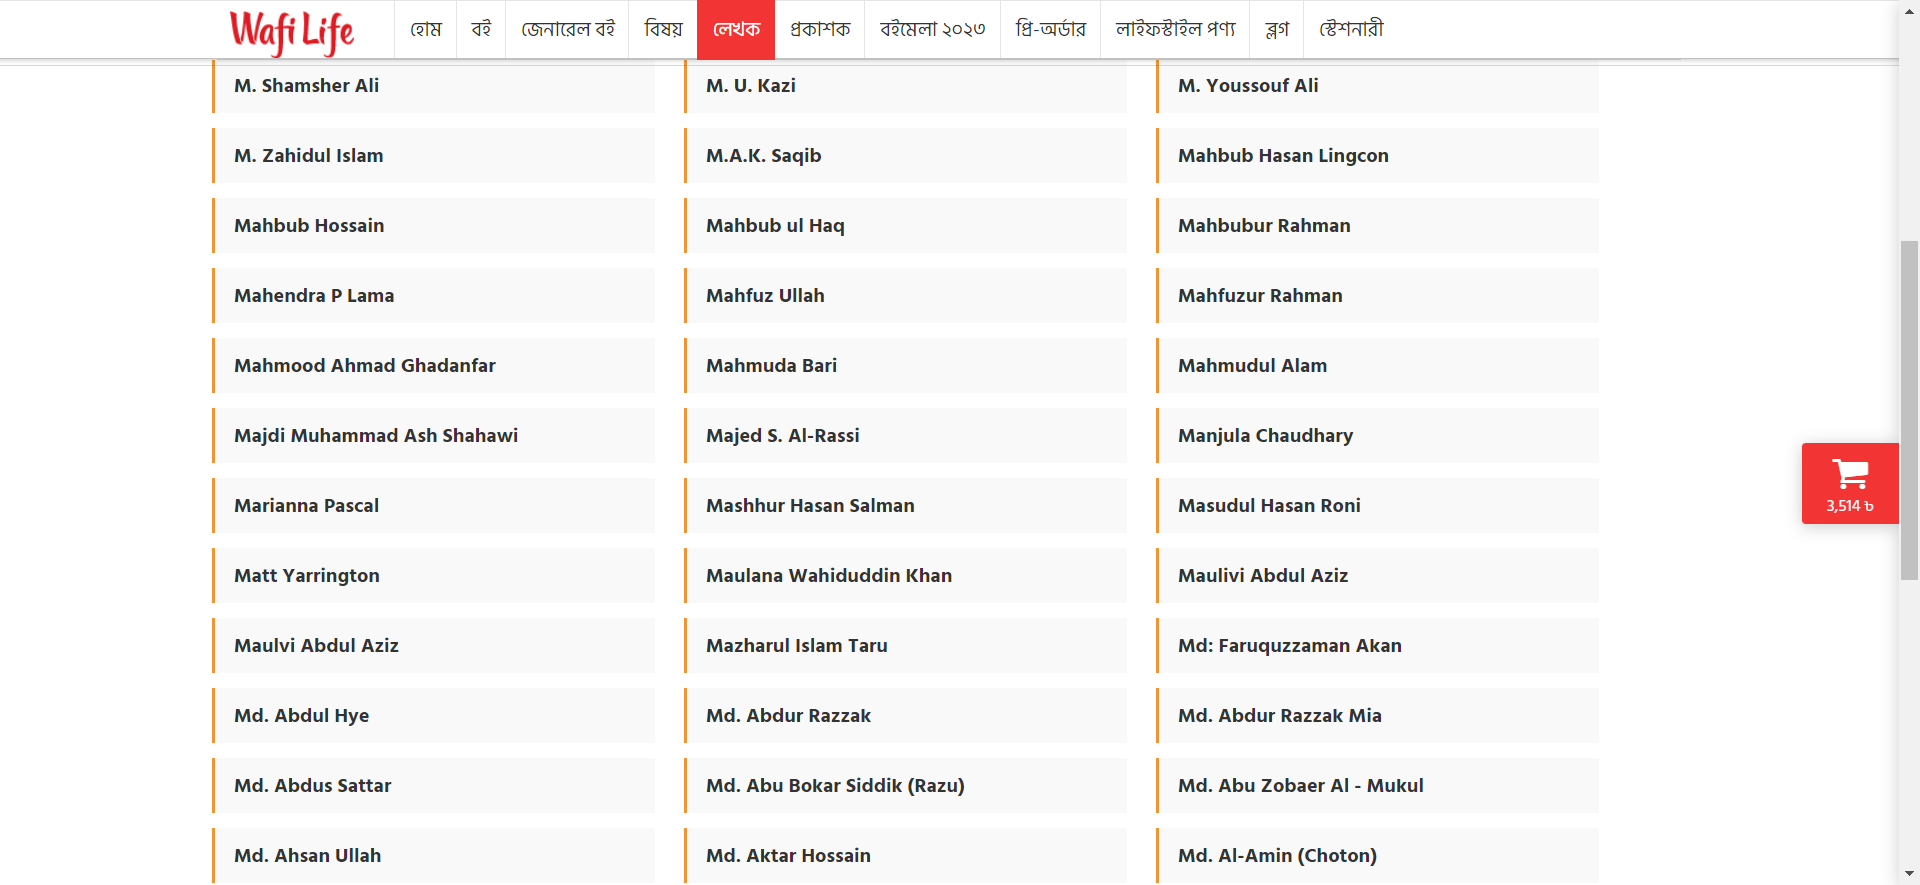 Wafi Life হোম বই জেনারেল বই বিষয় লেখক প্রকাশক বইমেলা ২০২৩ প্রি-অর্ডার লাইফস্টাইল পণ্য ব্লগ স্টেশনারী
M. Shamsher Ali M. U. Kazi M. Youssouf Ali
M. Zahidul Islam M.A.K. Saqib Mahbub Hasan Lingcon
Mahbub Hossain Mahbub ul Haq Mahbubur Rahman
Mahendra P Lama Mahfuz Ullah Mahfuzur Rahman
Mahmood Ahmad Ghadanfar Mahmuda Bari Mahmudul Alam
Majdi Muhammad Ash Shahawi Majed S. Al-Rassi Manjula Chaudhary
Marianna Pascal Mashhur Hasan Salman Masudul Hasan Roni
3,514 ৳
Matt Yarrington Maulana Wahiduddin Khan Maulivi Abdul Aziz
Maulvi Abdul Aziz Mazharul Islam Taru Md: Faruquzzaman Akan
Md. Abdul Hye Md. Abdur Razzak Md. Abdur Razzak Mia
Md. Abdus Sattar Md. Abu Bokar Siddik (Razu) Md. Abu Zobaer Al - Mukul
Md. Ahsan Ullah Md. Aktar Hossain Md. Al-Amin (Choton)